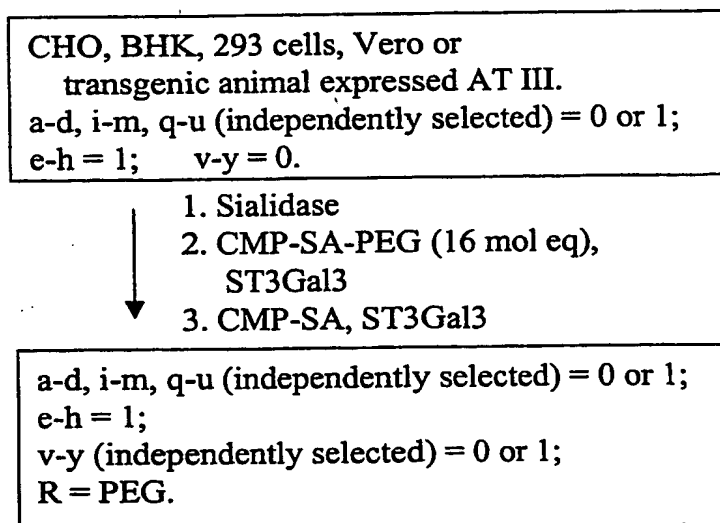 CHO, BHK, 293 cells, Vero or
transgenic animal expressed AT III.
a-d, i-m, q-u (independently selected) = 0 or 1;
e-h = 1; v-y = 0.
1. Sialidase
2. CMP-SA-PEG (16 mol eq),
ST3Gal3
3. CMP-SA, ST3Gal3
a-d, i-m, q-u (independently selected) = 0 or 1;
e-h = 1;
v-y (independently selected) = 0 or 1;
R = PEG.